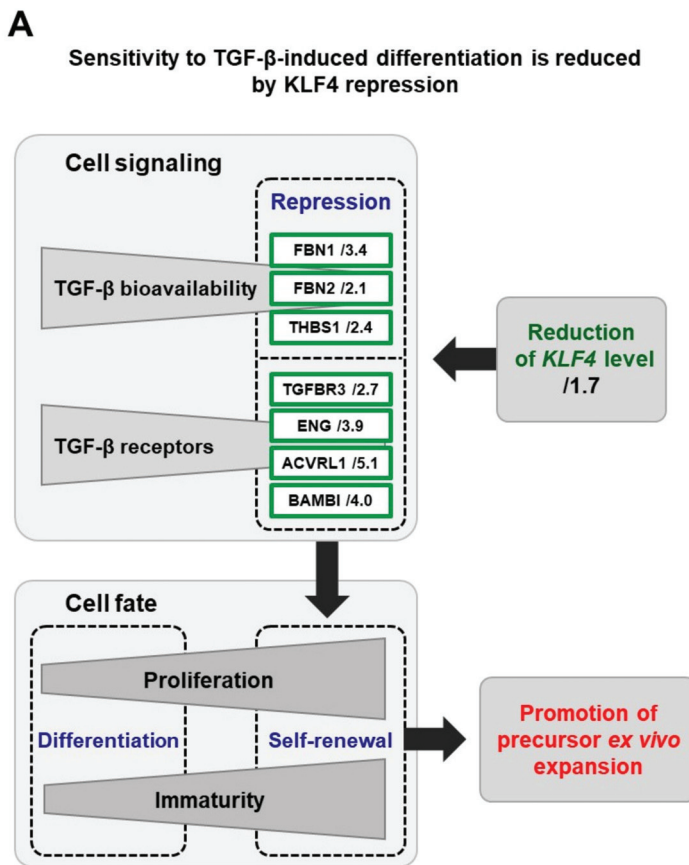 A
Sensitivity to TGF-β-induced differentiation is reduced
by KLF4 repression
Cell signaling
Repression
FBN1 /3.4
TGF-β bioavailability
FBN2 /2.1
THBS1 /2.4
Reduction
of KLF4 level
/1.7
TGFBR3 /2.7
ENG /3.9
TGF-β receptors
ACVRL1 /5.1
BAMBI /4.0
Cell fate
Proliferation
Differentiation
Self-renewal
Immaturity
Promotion of
precursor ex vivo
expansion